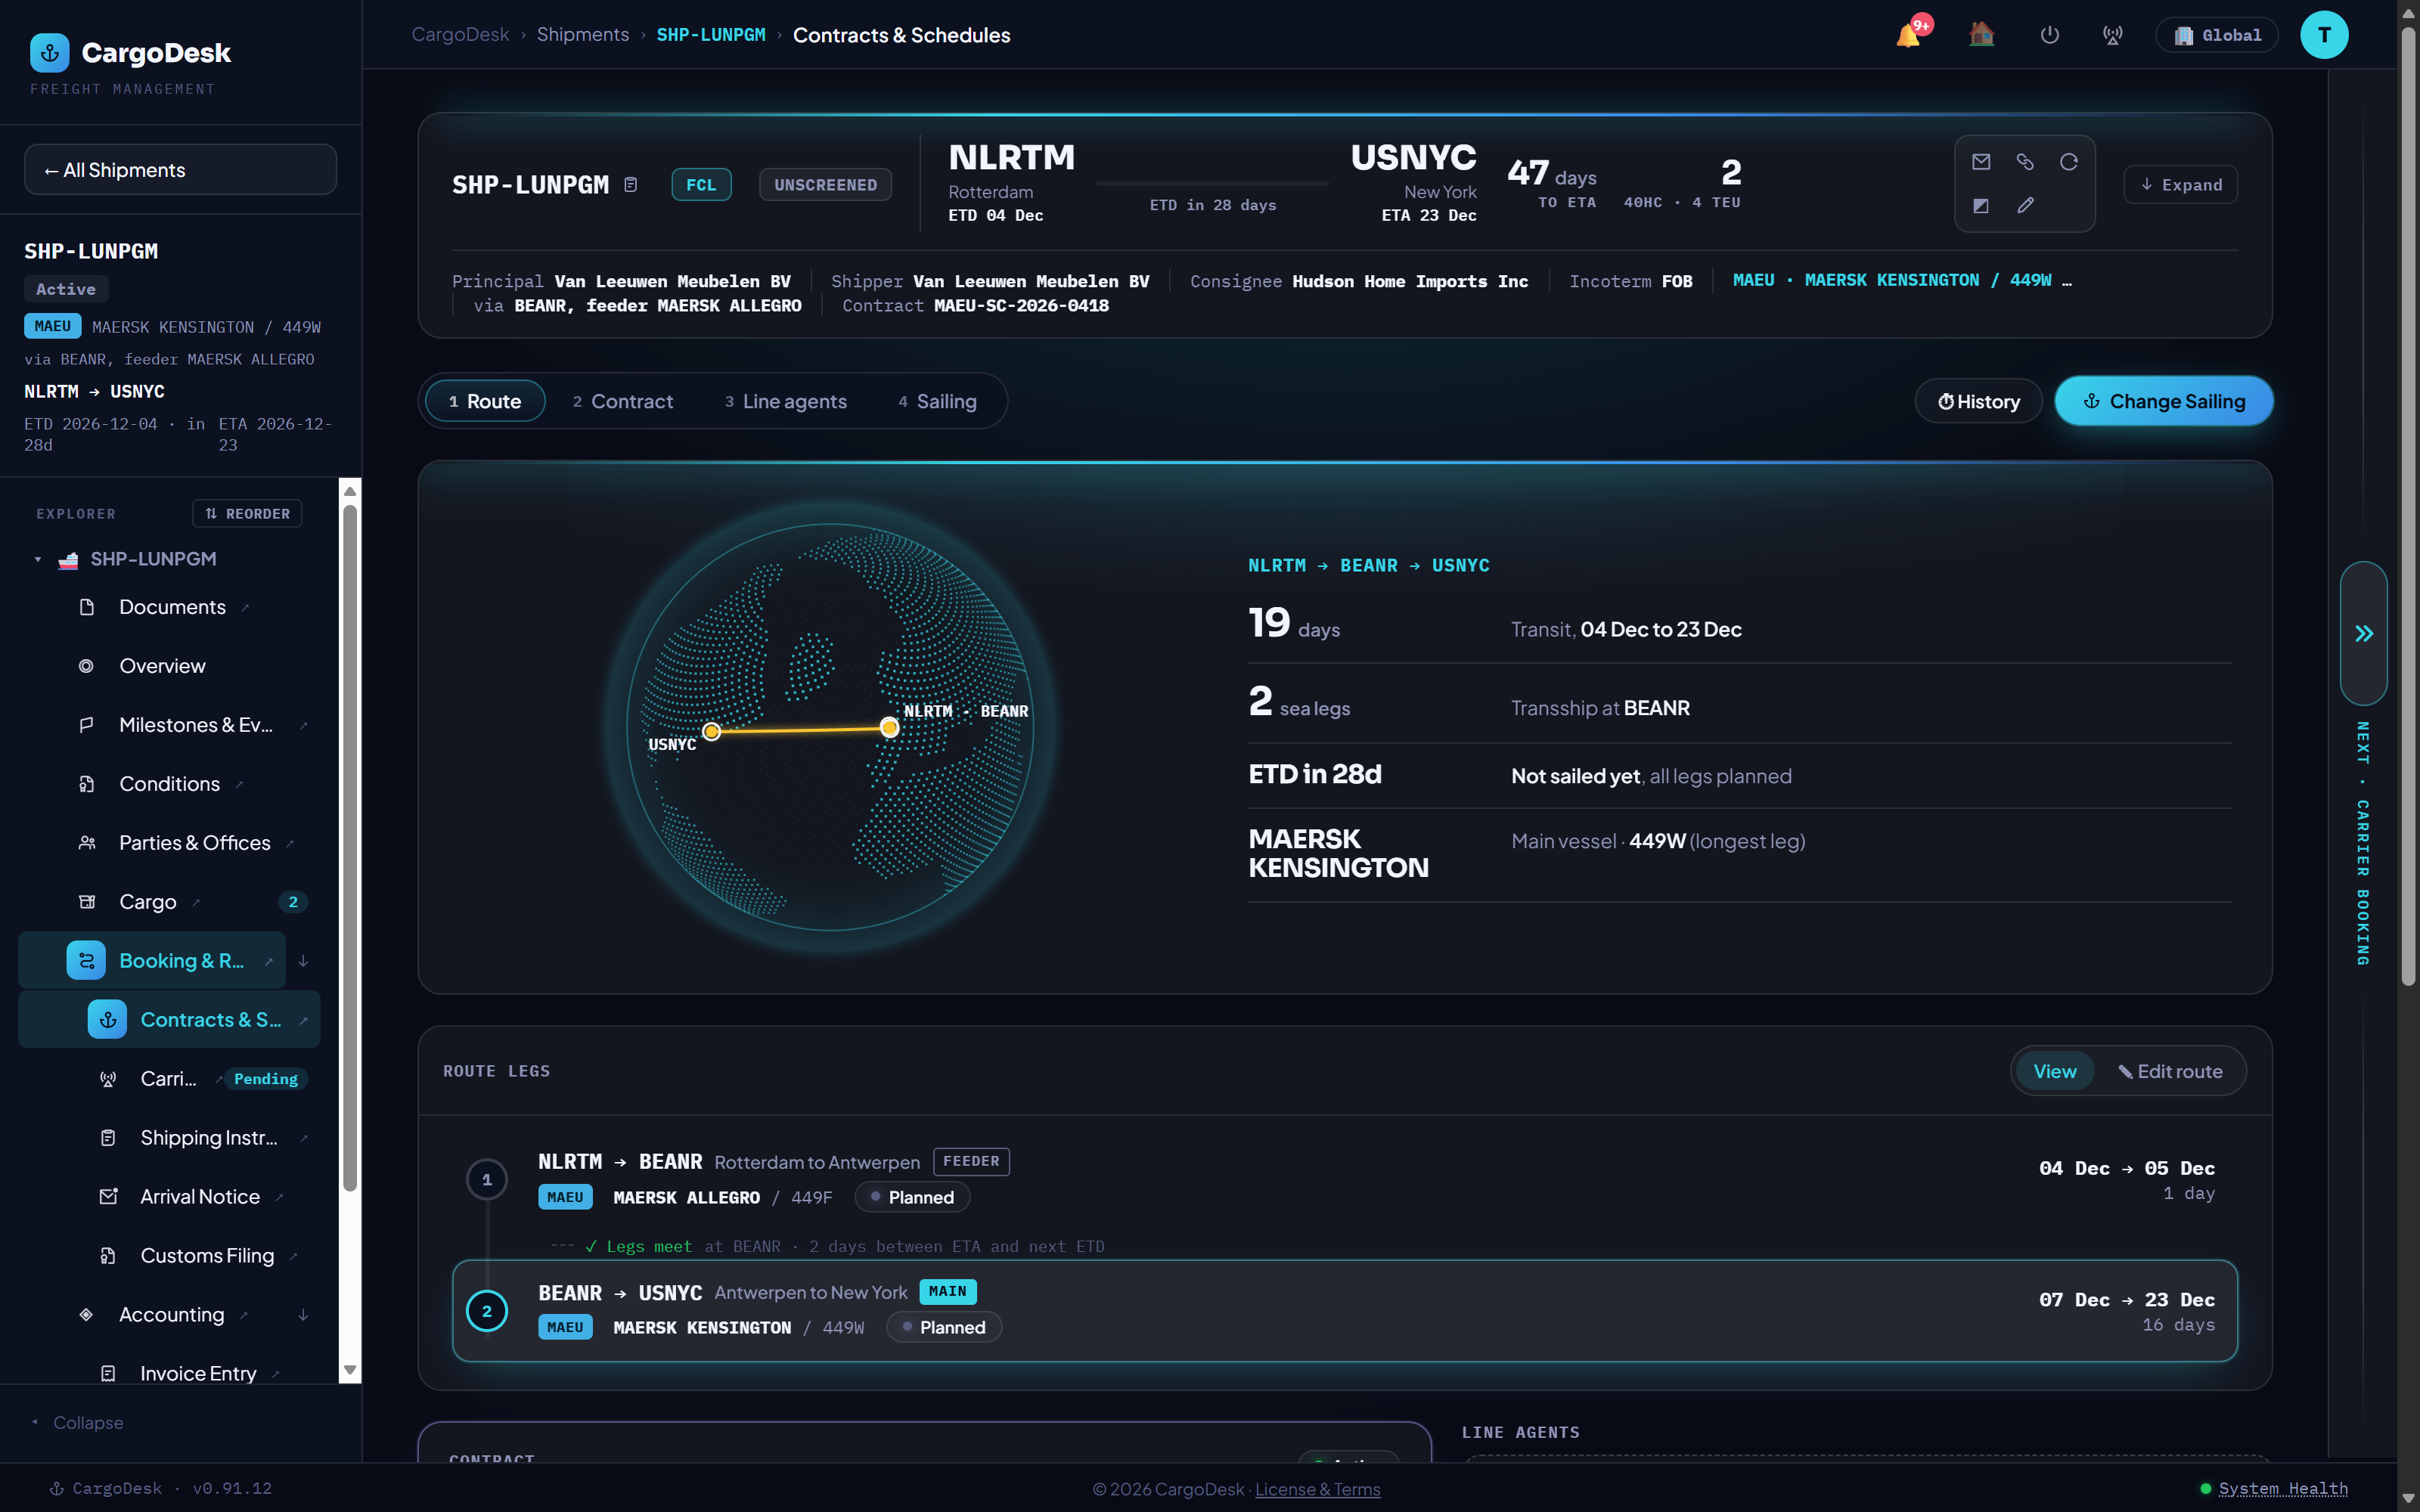 CargoDesk
FREIGHT MANAGEMENT
← All Shipments
SHP-LUNPGM
Active
MAEU MAERSK KENSINGTON / 449W
via BEANR, feeder MAERSK ALLEGRO
NLRTM → USNYC
ETD 2026-12-04 · in 28d
ETA 2026-12-23
EXPLORER
⇅ REORDER
SHP-LUNPGM
Documents
Overview
Milestones & Ev...
Conditions
Parties & Offices
Cargo 2
Booking & R...
Contracts & S...
Carri... Pending
Shipping Instr...
Arrival Notice
Customs Filing
Accounting
Invoice Entry
Collapse
CargoDesk › Shipments › SHP-LUNPGM › Contracts & Schedules
9+
Global
T
SHP-LUNPGM FCL UNSCREENED
NLRTM
Rotterdam
ETD 04 Dec
ETD in 28 days
USNYC
New York
ETA 23 Dec
47 days
TO ETA
2
40HC · 4 TEU
↓ Expand
Principal Van Leeuwen Meubelen BV
Shipper Van Leeuwen Meubelen BV
Consignee Hudson Home Imports Inc
Incoterm FOB
MAEU · MAERSK KENSINGTON / 449W …
via BEANR, feeder MAERSK ALLEGRO
Contract MAEU-SC-2026-0418
1 Route
2 Contract
3 Line agents
4 Sailing
History
Change Sailing
NLRTM · BEANR
USNYC
NLRTM → BEANR → USNYC
19 days
Transit, 04 Dec to 23 Dec
2 sea legs
Transship at BEANR
ETD in 28d
Not sailed yet, all legs planned
MAERSK KENSINGTON
Main vessel · 449W (longest leg)
NEXT · CARRIER BOOKING
ROUTE LEGS
View
Edit route
1
NLRTM → BEANR Rotterdam to Antwerpen FEEDER
MAEU MAERSK ALLEGRO / 449F Planned
04 Dec → 05 Dec
1 day
--- ✓ Legs meet at BEANR · 2 days between ETA and next ETD
2
BEANR → USNYC Antwerpen to New York MAIN
MAEU MAERSK KENSINGTON / 449W Planned
07 Dec → 23 Dec
16 days
CONTRACT
LINE AGENTS
CargoDesk · v0.91.12
© 2026 CargoDesk · License & Terms
System Health